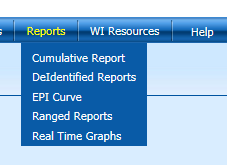 Reports WI Resources Help
Cumulative Report
DeIdentified Reports
EPI Curve
Ranged Reports
Real Time Graphs